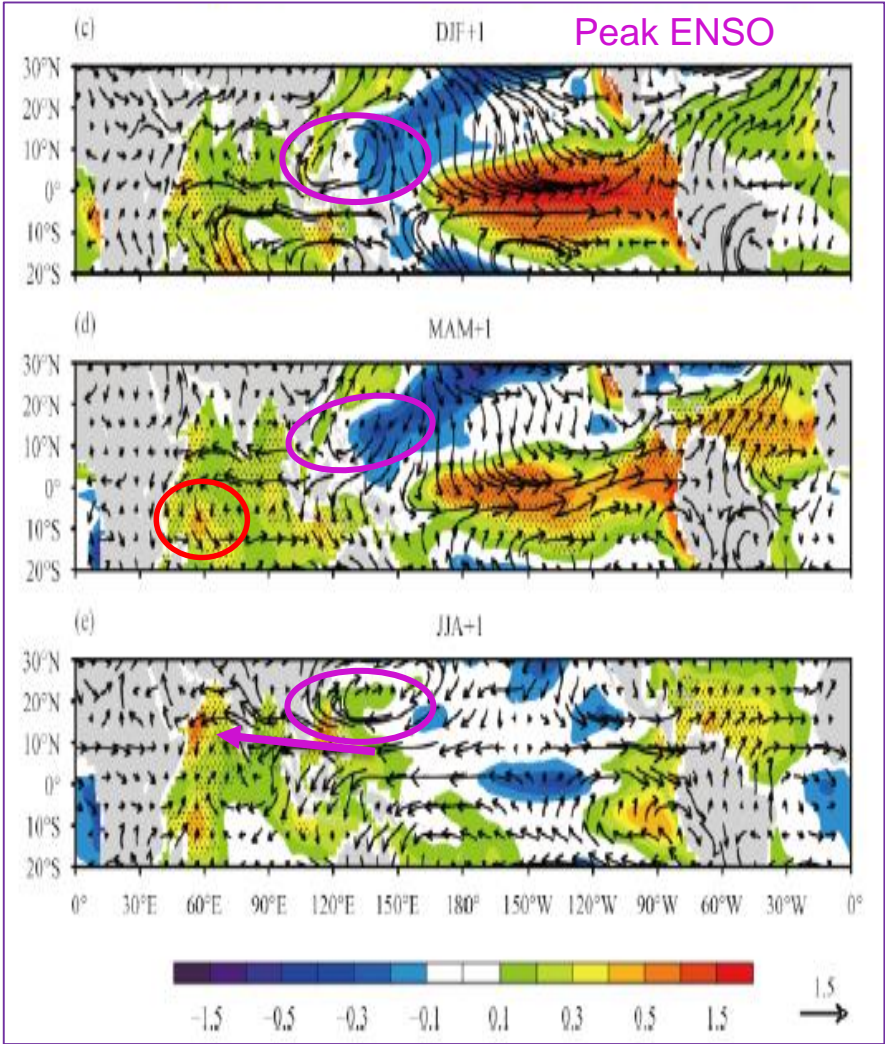 (c) DJF+1 Peak ENSO
30°N
20°N
10°N
0°
10°S
20°S
(d) MAM+1
30°N
20°N
10°N
0°
10°S
20°S
(e) JJA+1
30°N
20°N
10°N
0°
10°S
20°S
0° 30°E 60°E 90°E 120°E 150°E 180° 150°W 120°W 90°W 60°W 30°W 0°
−1.5 −0.5 −0.3 −0.1 0.1 0.3 0.5 1.5
1.5